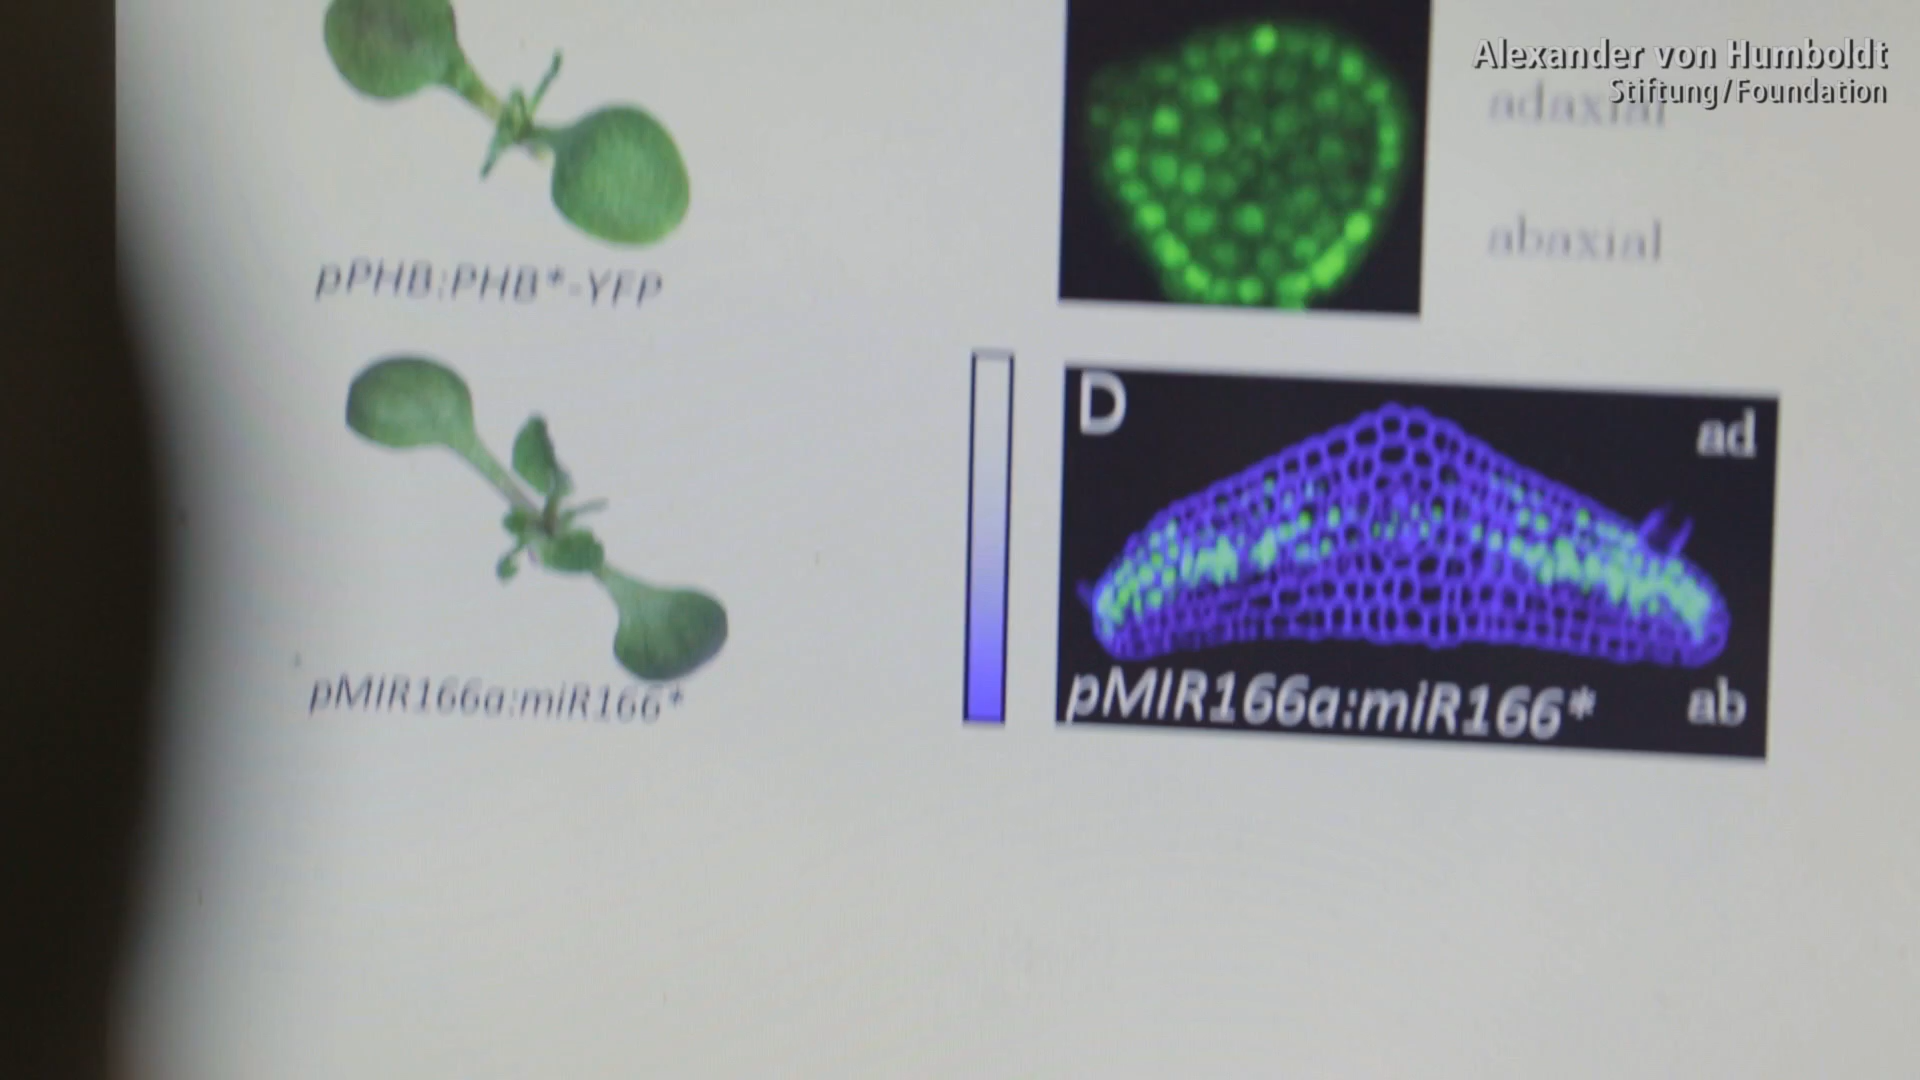 Alexander von Humboldt
Stiftung/Foundation
adaxial
abaxial
pPHB:PHB*-YFP
D
ad
pMIR166a:miR166*
ab
pMIR166a:miR166*